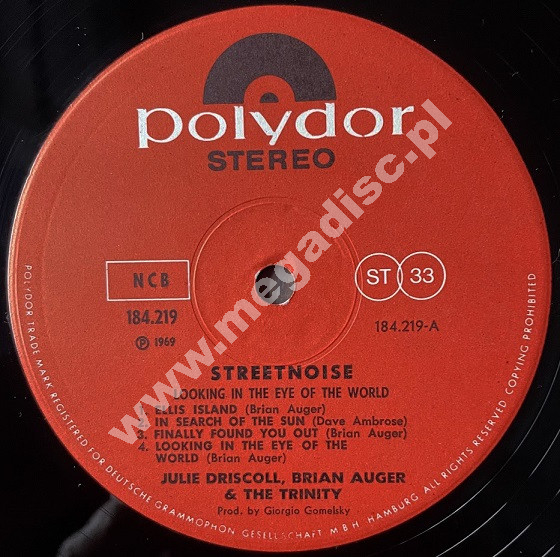 polydor
STEREO
NCB
ST 33
184.219
184.219-A
℗ 1969
STREETNOISE
LOOKING IN THE EYE OF THE WORLD
1. ELLIS ISLAND (Brian Auger)
2. IN SEARCH OF THE SUN (Dave Ambrose)
3. FINALLY FOUND YOU OUT (Brian Auger)
4. LOOKING IN THE EYE OF THE
WORLD (Brian Auger)
JULIE DRISCOLL, BRIAN AUGER
& THE TRINITY
Prod. by Giorgio Gomelsky
POLYDOR TRADE MARK REGISTERED FOR DEUTSCHE GRAMMOPHON GESELLSCHAFT M B H HAMBURG ALL RIGHTS OF RESERVED COPYING PROHIBITED
www.megadisc.pl